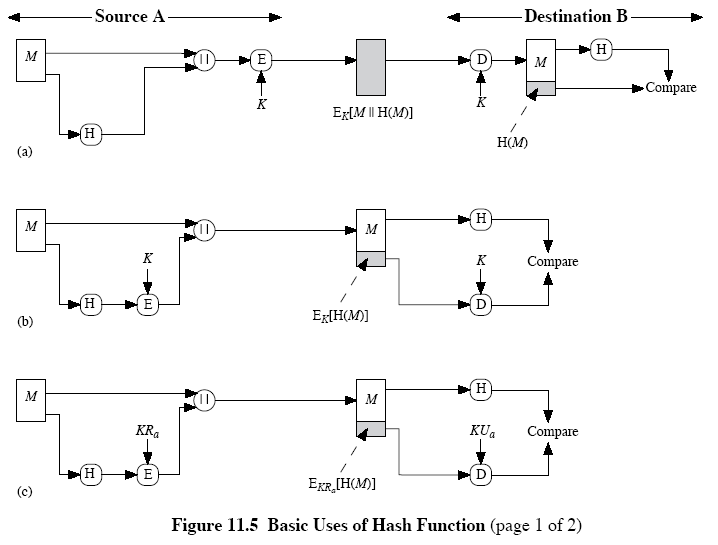 Source A
Destination B
M
||
E
K
H
E_K[M || H(M)]
D
K
M
H
Compare
H(M)
(a)
M
||
K
H
E
M
E_K[H(M)]
H
K
D
Compare
(b)
M
||
KR_a
H
E
M
E_KR_a[H(M)]
H
KU_a
D
Compare
(c)
Figure 11.5 Basic Uses of Hash Function (page 1 of 2)